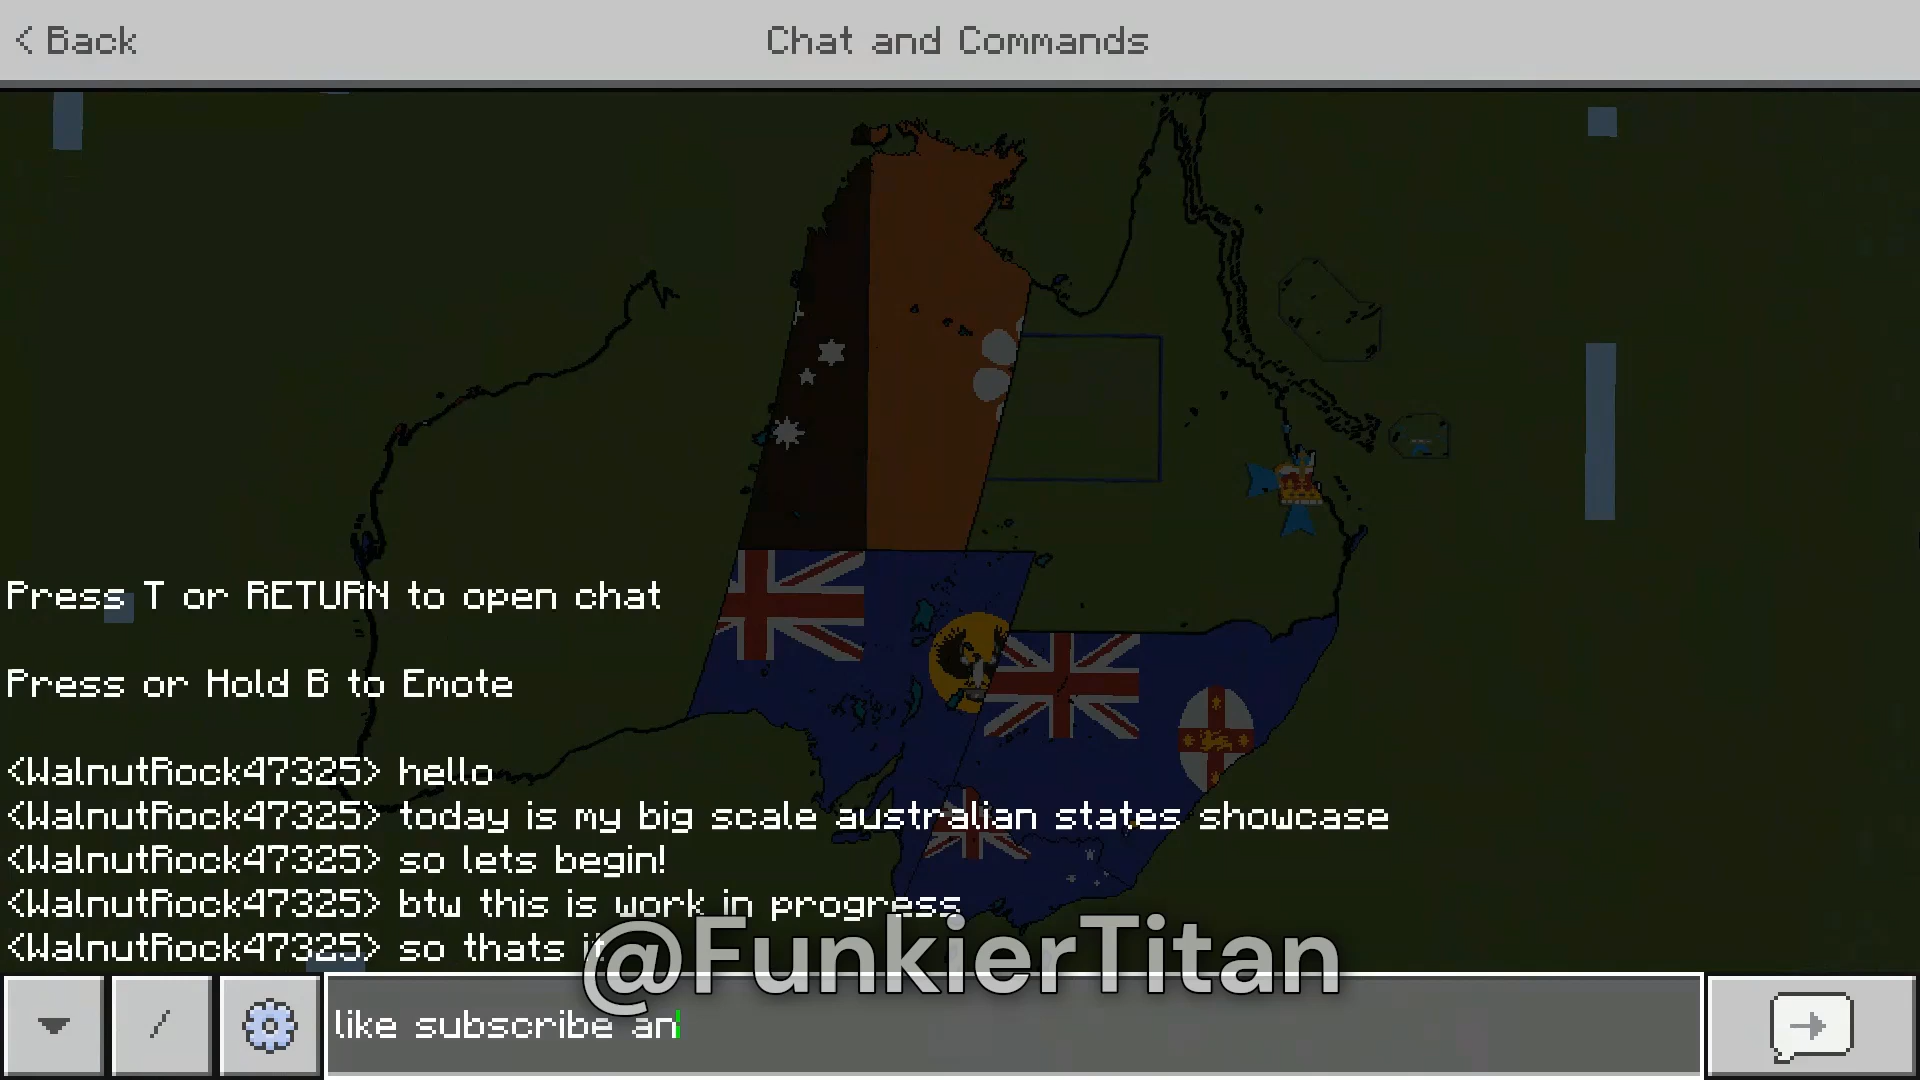 < Back
Chat and Commands
Press T or RETURN to open chat
Press or Hold B to Emote
<WalnutRock47325> hello
<WalnutRock47325> today is my big scale australian states showcase
<WalnutRock47325> so lets begin!
<WalnutRock47325> btw this is work in progress
<WalnutRock47325> so thats it
@FunkierTitan
/
like subscribe an